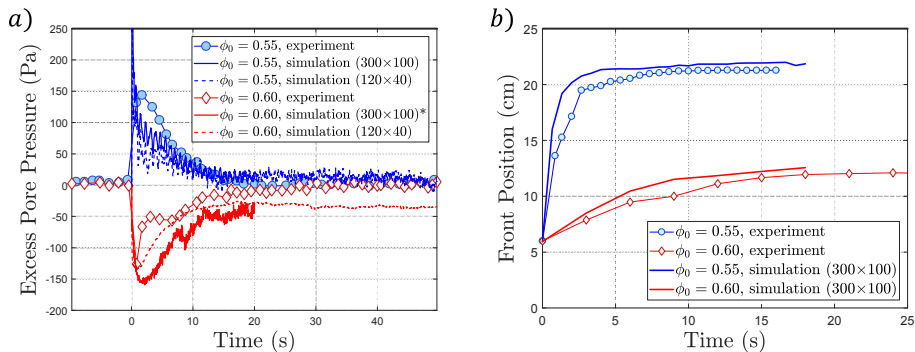 a)
250
200
150
100
50
0
-50
-100
-150
-200
0
10
20
30
40
Excess Pore Pressure (Pa)
Time (s)
ϕ₀ = 0.55, experiment
ϕ₀ = 0.55, simulation (300×100)
ϕ₀ = 0.55, simulation (120×40)
ϕ₀ = 0.60, experiment
ϕ₀ = 0.60, simulation (300×100)*
ϕ₀ = 0.60, simulation (120×40)
b)
25
20
15
10
5
0
0
5
10
15
20
25
Front Position (cm)
Time (s)
ϕ₀ = 0.55, experiment
ϕ₀ = 0.60, experiment
ϕ₀ = 0.55, simulation (300×100)
ϕ₀ = 0.60, simulation (300×100)